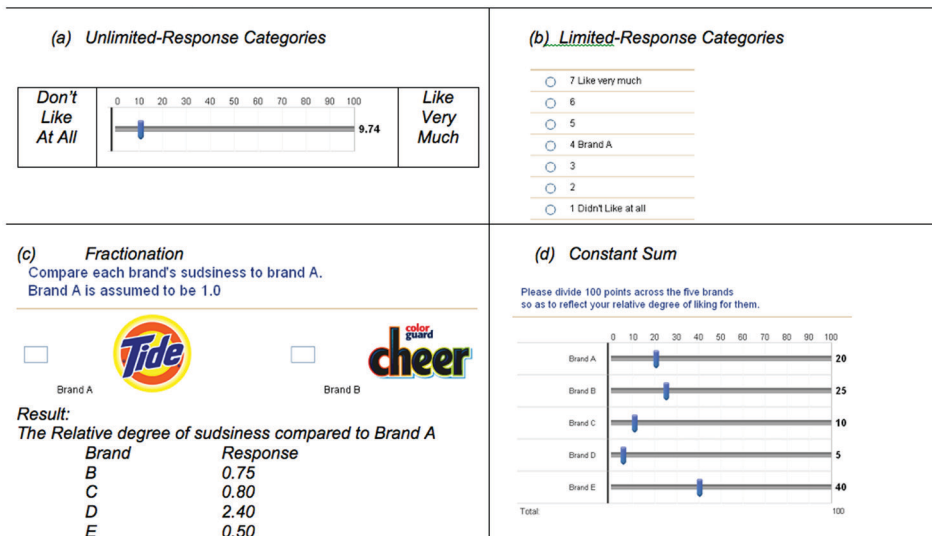 (a) Unlimited-Response Categories
Don't
Like
At All
0 10 20 30 40 50 60 70 80 90 100
9.74
Like
Very
Much
(b) Limited-Response Categories
7 Like very much
6
5
4 Brand A
3
2
1 Didn't Like at all
(c) Fractionation
Compare each brand's sudsiness to brand A.
Brand A is assumed to be 1.0
Tide
Brand A
color
guard
cheer
Brand B
Result:
The Relative degree of sudsiness compared to Brand A
Brand Response
B 0.75
C 0.80
D 2.40
E 0.50
(d) Constant Sum
Please divide 100 points across the five brands
so as to reflect your relative degree of liking for them.
0 10 20 30 40 50 60 70 80 90 100
Brand A 20
Brand B 25
Brand C 10
Brand D 5
Brand E 40
Total: 100